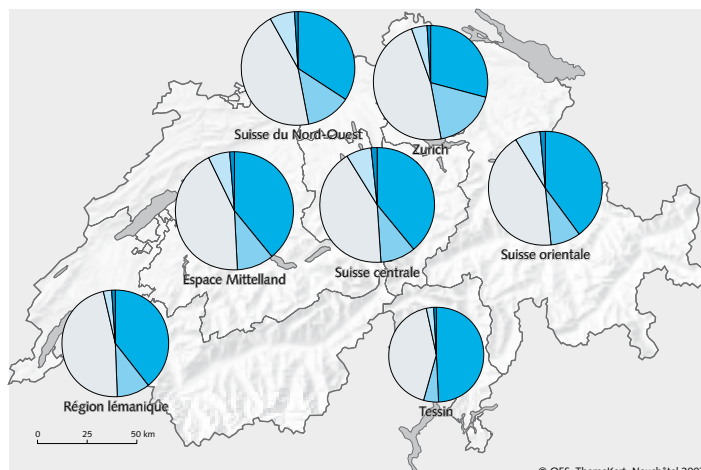 Suisse du Nord-Ouest
Zurich
Suisse orientale
Espace Mittelland
Suisse centrale
Région lémanique
Tessin
0 25 50 km
© OFS, ThemaKart, Neuchâtel 2007